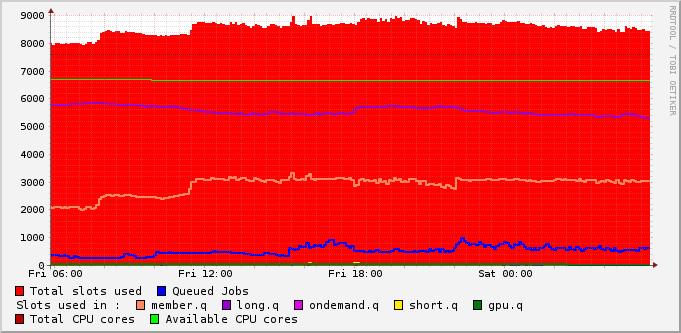 9000
8000
7000
6000
5000
4000
3000
2000
1000
0
Fri 06:00 Fri 12:00 Fri 18:00 Sat 00:00
Total slots used Queued Jobs
Slots used in : member.q long.q ondemand.q short.q gpu.q
Total CPU cores Available CPU cores
RRDTOOL / TOBI OETIKER